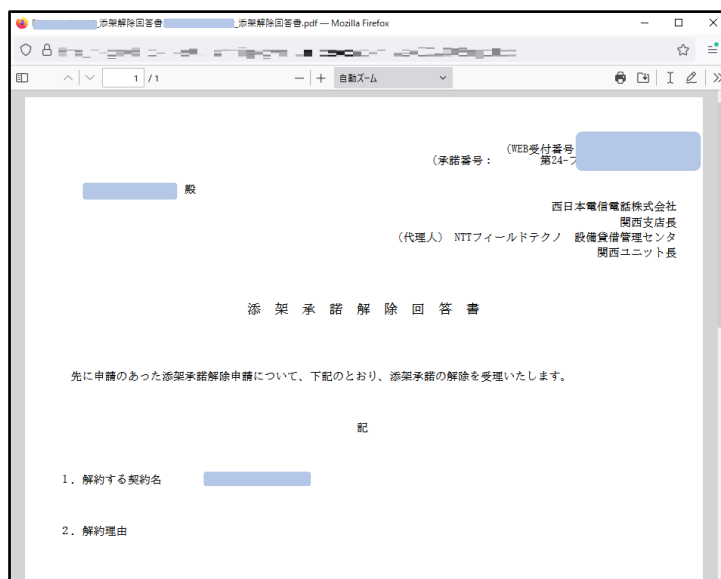 _添架解除回答書 _添架解除回答書.pdf — Mozilla Firefox
1 / 1
自動ズーム
(WEB受付番号
(承諾番号： 第24-
殿
西日本電信電話株式会社
関西支店長
(代理人) NTTフィールドテクノ 設備貸借管理センタ
関西ユニット長
添 架 承 諾 解 除 回 答 書
先に申請のあった添架承諾解除申請について、下記のとおり、添架承諾の解除を受理いたします。
記
1．解約する契約名
2．解約理由